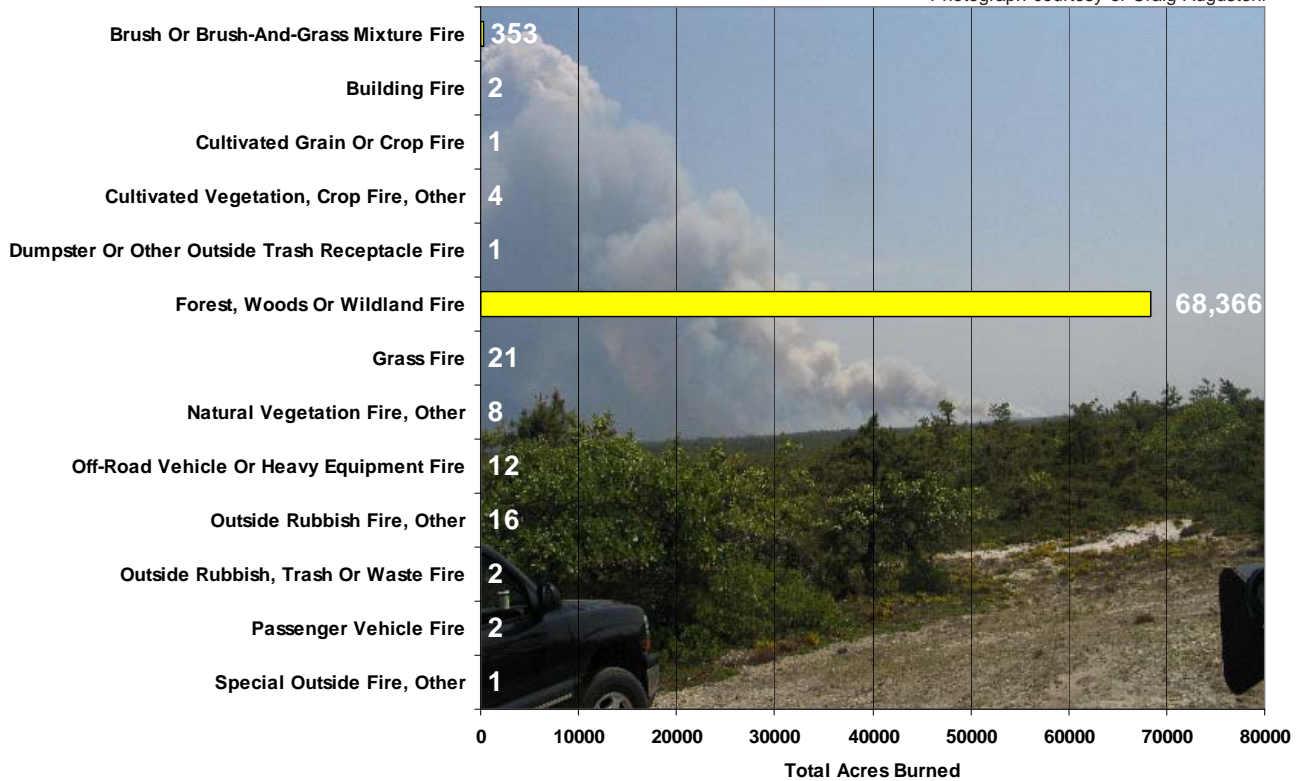 Brush Or Brush-And-Grass Mixture Fire 353
Building Fire 2
Cultivated Grain Or Crop Fire 1
Cultivated Vegetation, Crop Fire, Other 4
Dumpster Or Other Outside Trash Receptacle Fire 1
Forest, Woods Or Wildland Fire 68,366
Grass Fire 21
Natural Vegetation Fire, Other 8
Off-Road Vehicle Or Heavy Equipment Fire 12
Outside Rubbish Fire, Other 16
Outside Rubbish, Trash Or Waste Fire 2
Passenger Vehicle Fire 2
Special Outside Fire, Other 1
0 10000 20000 30000 40000 50000 60000 70000 80000
Total Acres Burned